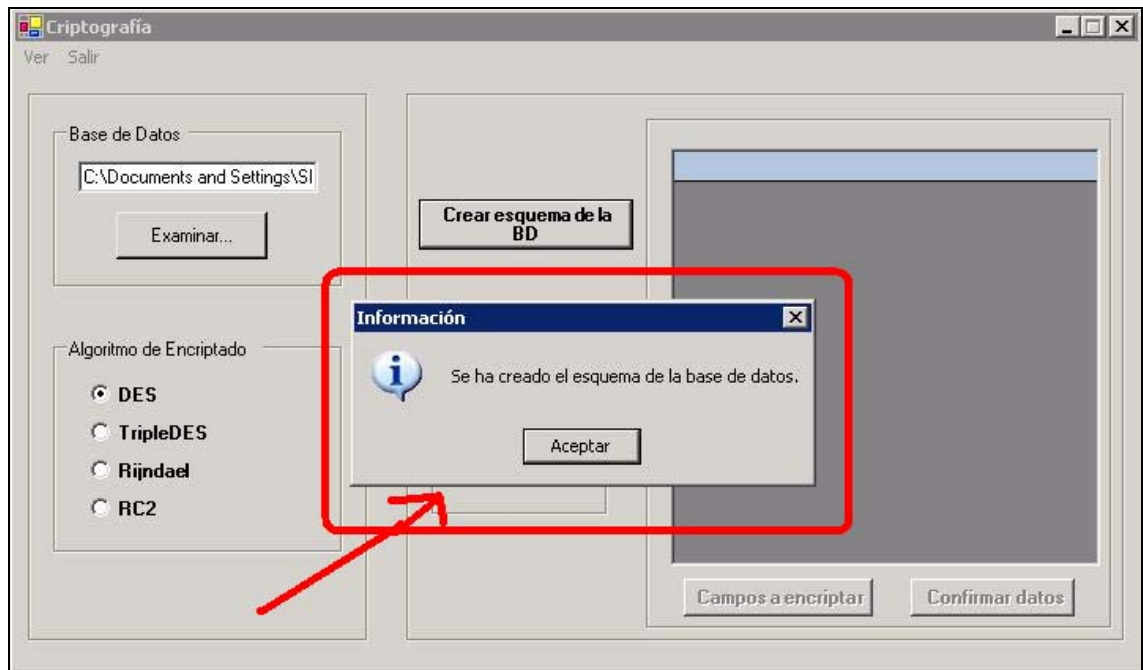 Criptografía
Ver Salir
Base de Datos
C:\Documents and Settings\SI
Examinar...
Algoritmo de Encriptado
DES
TripleDES
Rijndael
RC2
Crear esquema de la
BD
Información
Se ha creado el esquema de la base de datos.
Aceptar
Campos a encriptar
Confirmar datos